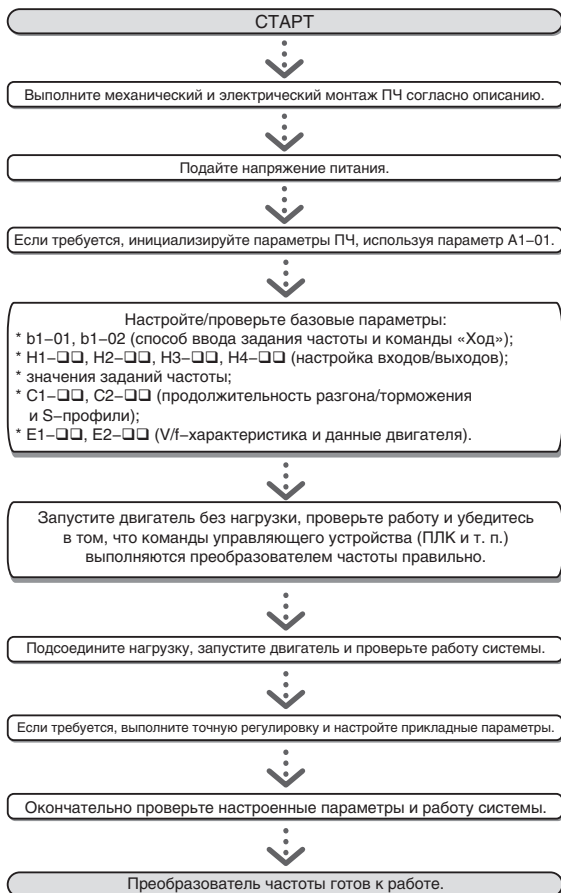 СТАРТ
Выполните механический и электрический монтаж ПЧ согласно описанию.
Подайте напряжение питания.
Если требуется, инициализируйте параметры ПЧ, используя параметр A1–01.
Настройте/проверьте базовые параметры:
* b1–01, b1–02 (способ ввода задания частоты и команды «Ход»);
* H1–❑❑, H2–❑❑, H3–❑❑, H4–❑❑ (настройка входов/выходов);
* значения заданий частоты;
* C1–❑❑, C2–❑❑ (продолжительность разгона/торможения
и S–профили);
* E1–❑❑, E2–❑❑ (V/f–характеристика и данные двигателя).
Запустите двигатель без нагрузки, проверьте работу и убедитесь
в том, что команды управляющего устройства (ПЛК и т. п.)
выполняются преобразователем частоты правильно.
Подсоедините нагрузку, запустите двигатель и проверьте работу системы.
Если требуется, выполните точную регулировку и настройте прикладные параметры.
Окончательно проверьте настроенные параметры и работу системы.
Преобразователь частоты готов к работе.